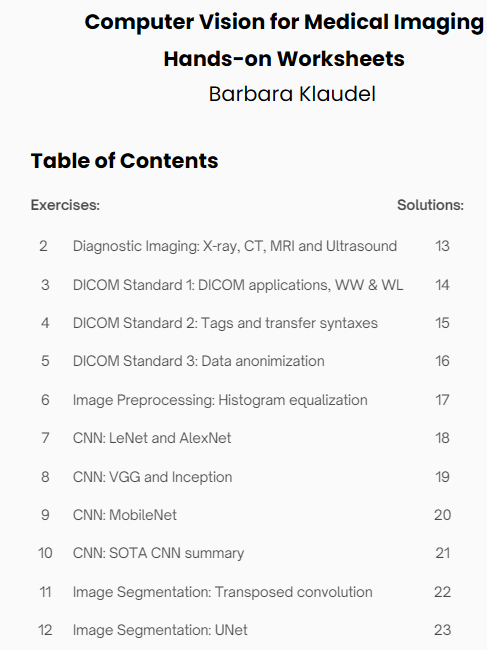 Computer Vision for Medical Imaging
Hands-on Worksheets
Barbara Klaudel
Table of Contents
Exercises: Solutions:
2 Diagnostic Imaging: X-ray, CT, MRI and Ultrasound 13
3 DICOM Standard 1: DICOM applications, WW & WL 14
4 DICOM Standard 2: Tags and transfer syntaxes 15
5 DICOM Standard 3: Data anonimization 16
6 Image Preprocessing: Histogram equalization 17
7 CNN: LeNet and AlexNet 18
8 CNN: VGG and Inception 19
9 CNN: MobileNet 20
10 CNN: SOTA CNN summary 21
11 Image Segmentation: Transposed convolution 22
12 Image Segmentation: UNet 23